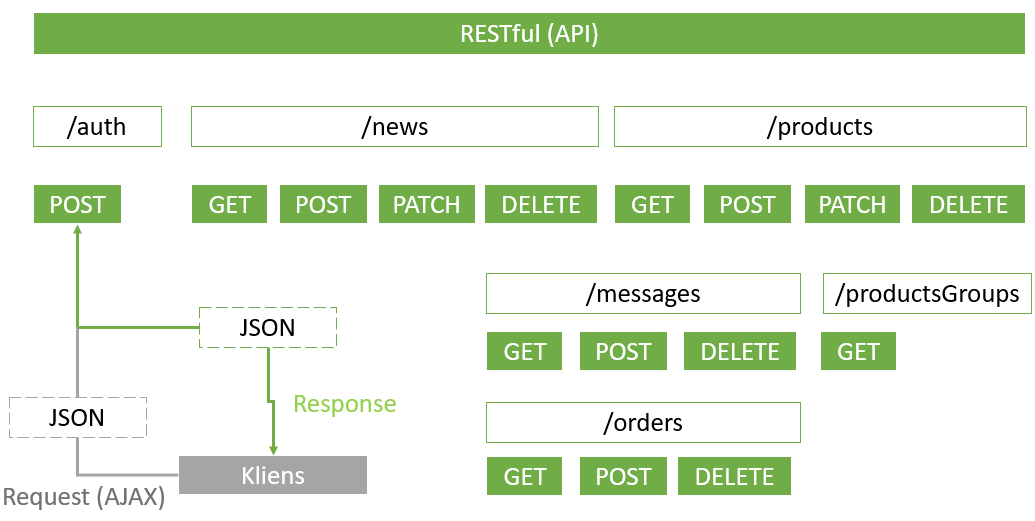 RESTful (API)
/auth
/news
/products
POST
GET
POST
PATCH
DELETE
GET
POST
PATCH
DELETE
/messages
/productsGroups
JSON
GET
POST
DELETE
GET
Response
JSON
/orders
Kliens
GET
POST
DELETE
Request (AJAX)